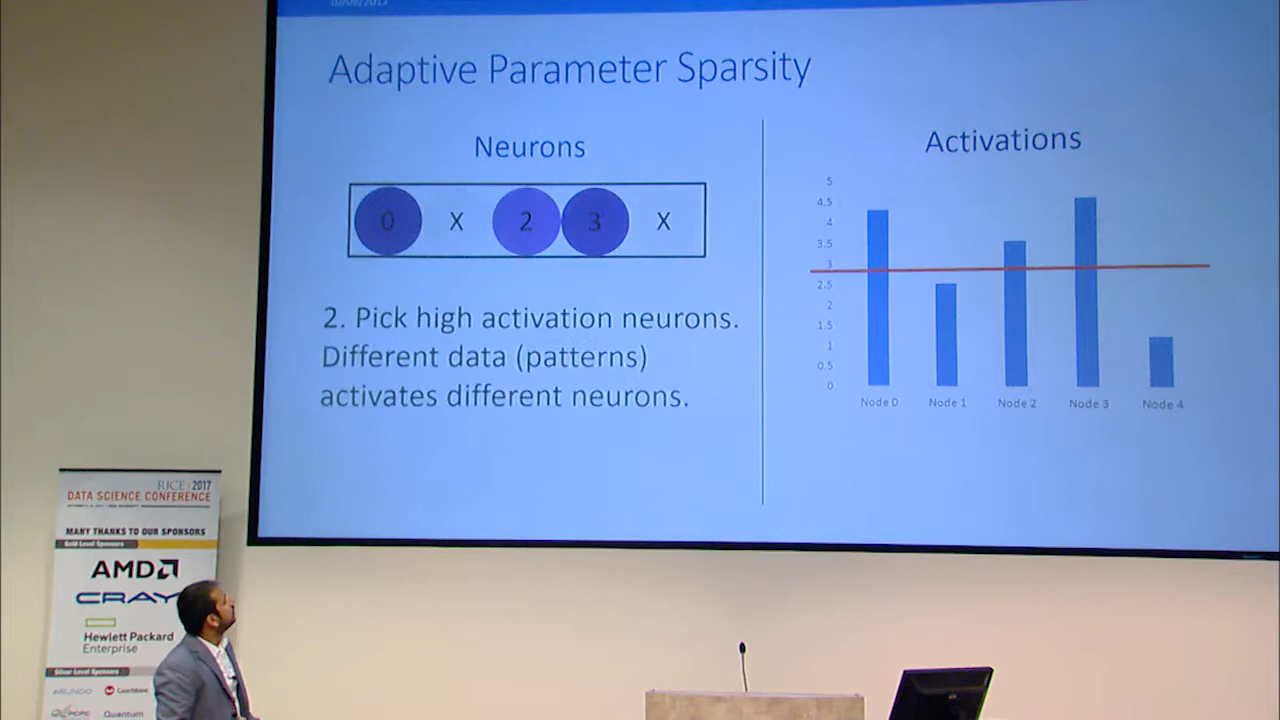 10/09/2017
Adaptive Parameter Sparsity
Neurons
0 X 2 3 X
2. Pick high activation neurons.
Different data (patterns)
activates different neurons.
Activations
5
4.5
4
3.5
3
2.5
2
1.5
1
0.5
0
Node 0 Node 1 Node 2 Node 3 Node 4
RICE 2017
DATA SCIENCE CONFERENCE
MANY THANKS TO OUR SPONSORS
Gold Level Sponsors
AMD
CRAY
Hewlett Packard
Enterprise
Silver Level Sponsors
ARUNDO Couchbase
Quantum